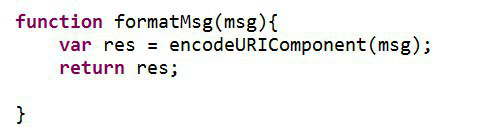 function formatMsg(msg){
    var res = encodeURIComponent(msg);
    return res;

}